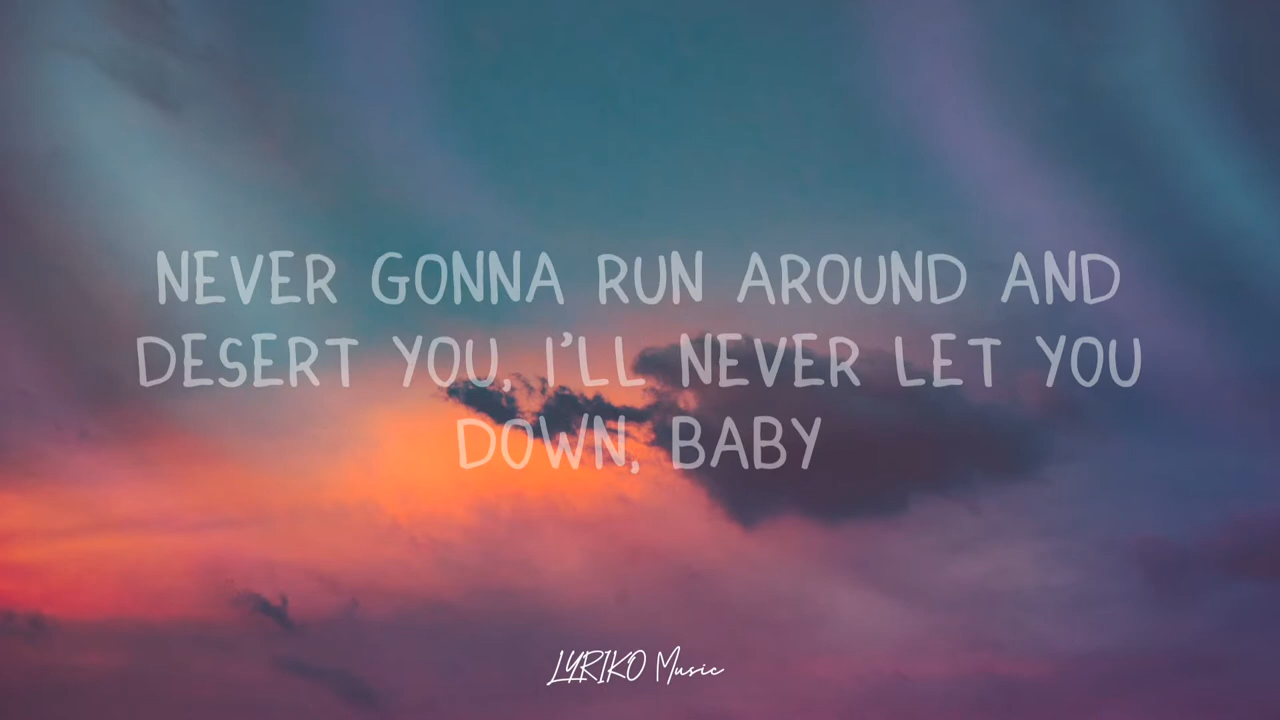 NEVER GONNA RUN AROUND AND
DESERT YOU, I'LL NEVER LET YOU
DOWN, BABY
LYRIKO Music